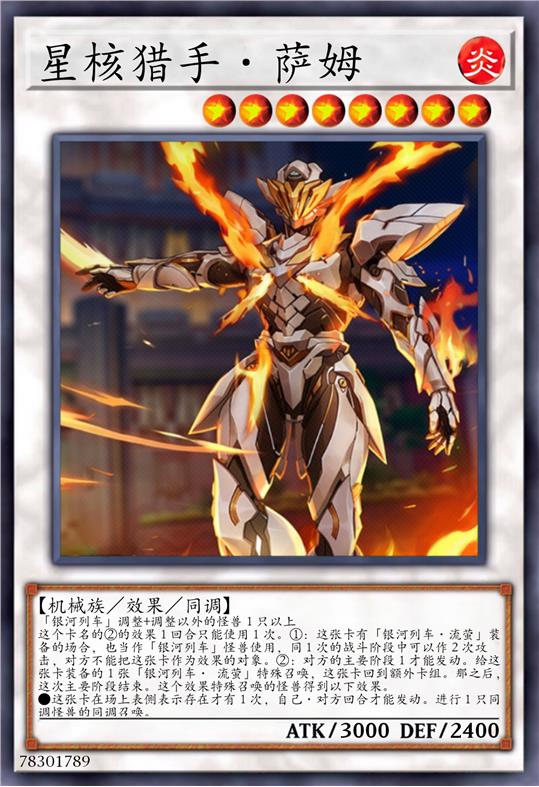 星核猎手·萨姆
炎
【机械族／效果／同调】
「银河列车」调整+调整以外的怪兽１只以上
这个卡名的②的效果１回合只能使用１次。①：这张卡有「银河列车·流萤」装
备的场合，也当作「银河列车」怪兽使用，同１次的战斗阶段中可以作２次攻
击，对方不能把这张卡作为效果的对象。②：对方的主要阶段１才能发动。给这
张卡装备的１张「银河列车· 流萤」特殊召唤，这张卡回到额外卡组。那之后，
这次主要阶段结束。这个效果特殊召唤的怪兽得到以下效果。
●这张卡在场上表侧表示存在才有１次，自己·对方回合才能发动。进行１只同
调怪兽的同调召唤。
ATK/3000 DEF/2400
78301789